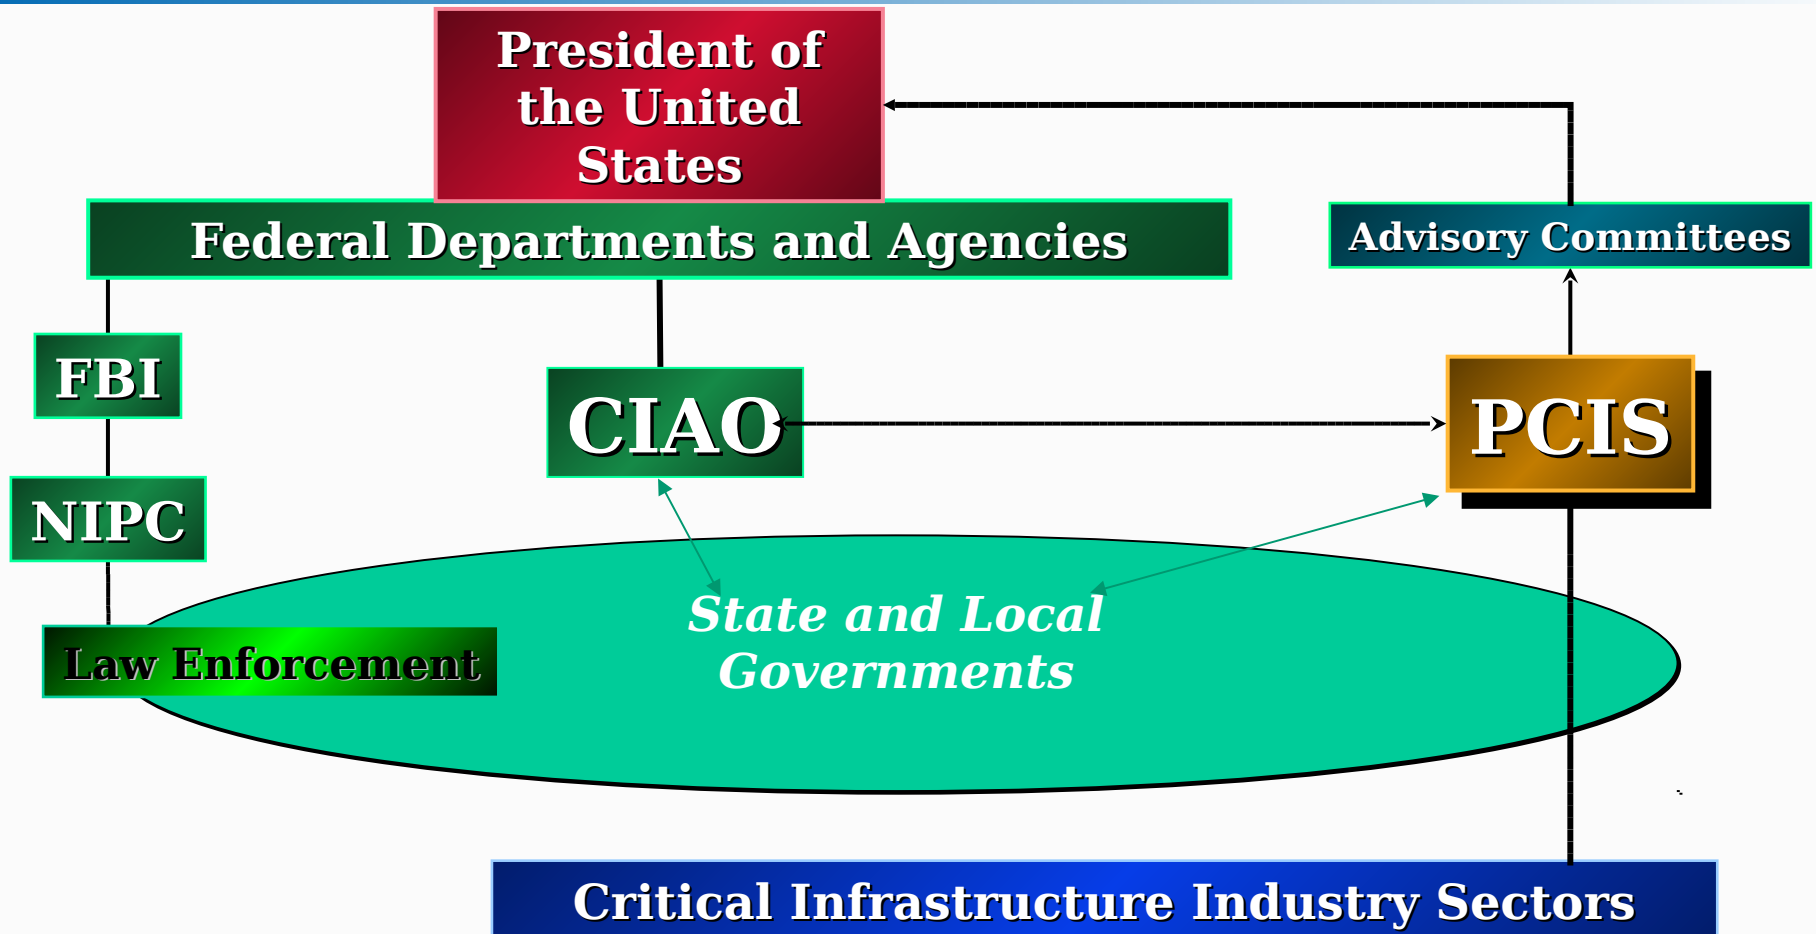 President of
the United
States
Federal Departments and Agencies
Advisory Committees
FBI
CIAO
PCIS
NIPC
State and Local
Governments
Law Enforcement
Critical Infrastructure Industry Sectors